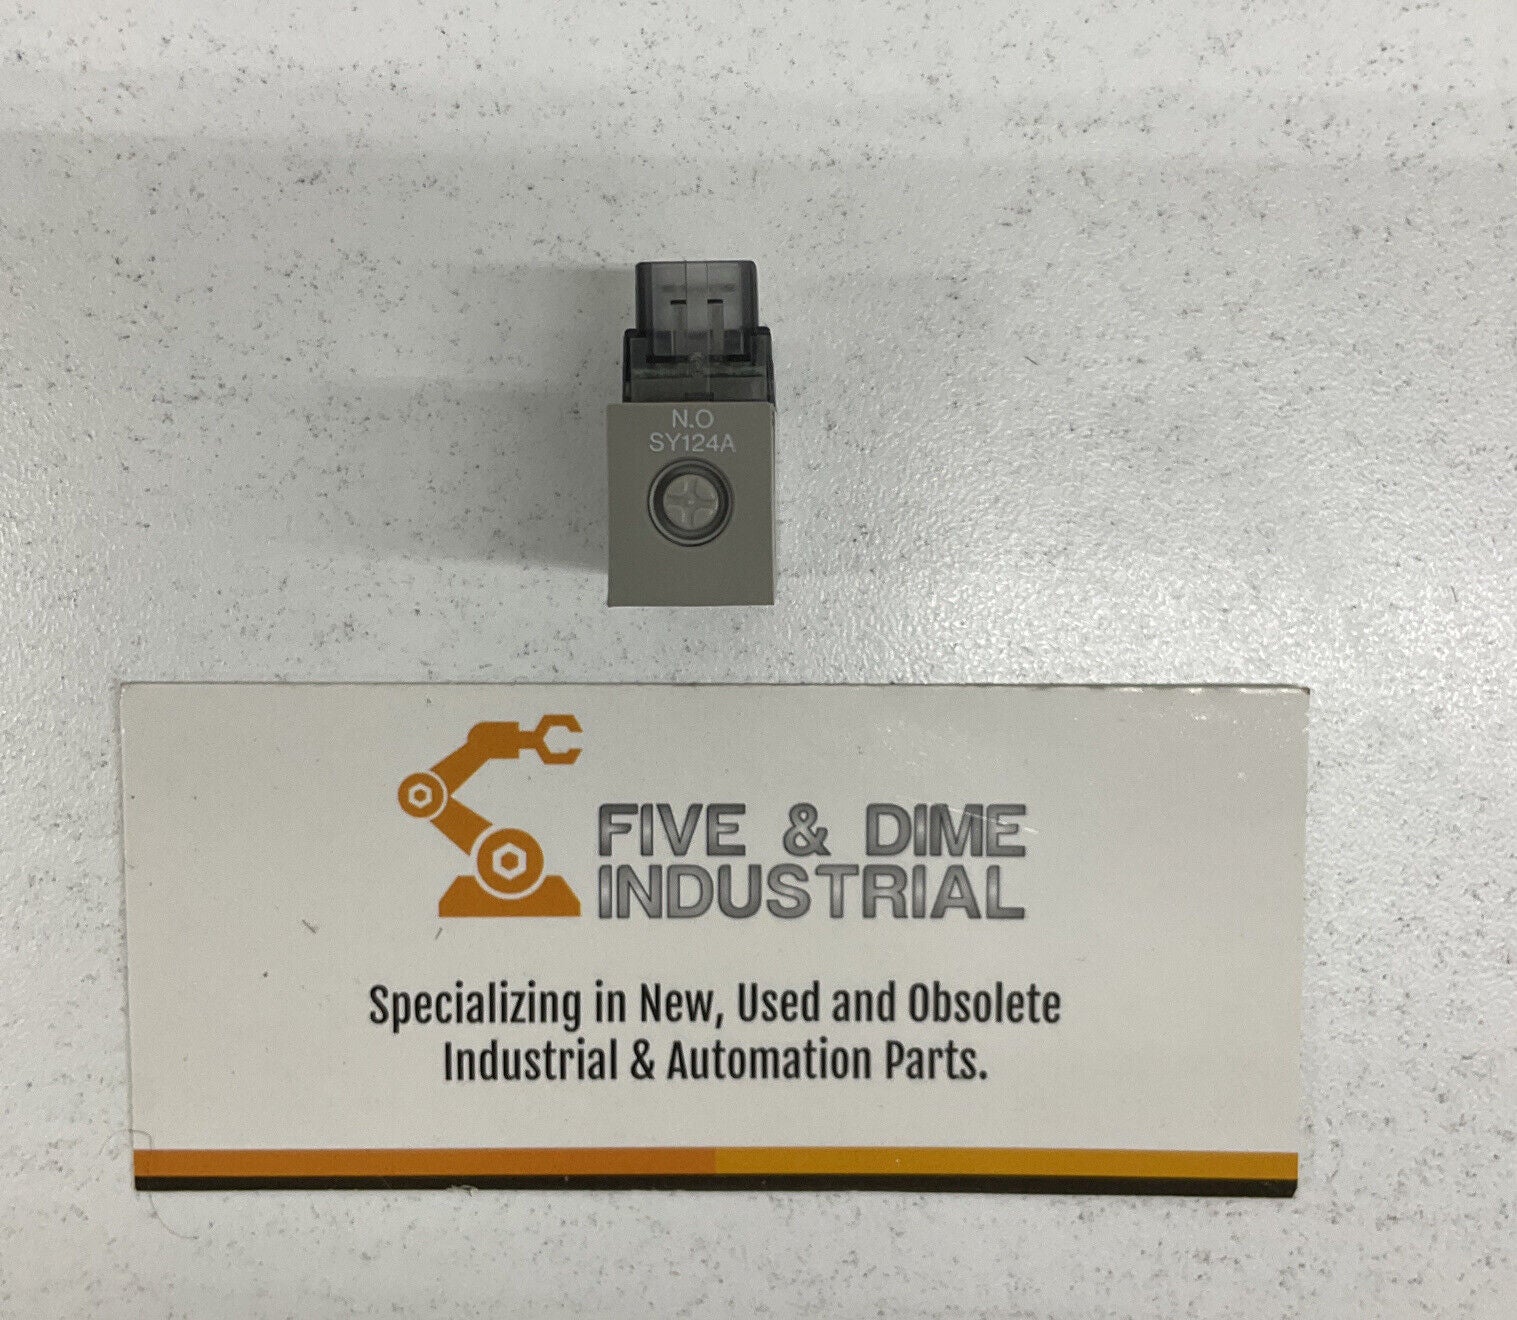 N.O
SY124A
FIVE & DIME
INDUSTRIAL
Specializing in New, Used and Obsolete
Industrial & Automation Parts.